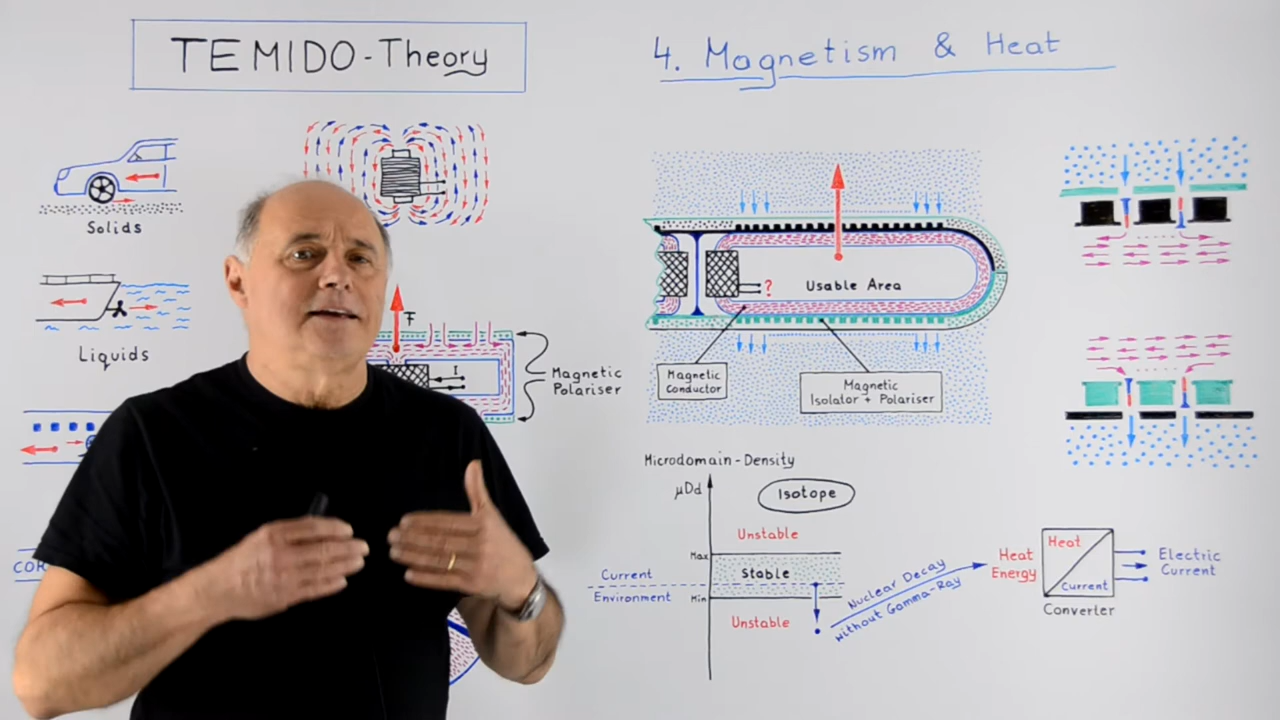 TEMIDO-Theory
4. Magnetism & Heat
Solids
Liquids
F
I
Magnetic
Polariser
?
Usable Area
Magnetic
Conductor
Magnetic
Isolator + Polariser
Microdomain-Density
μDd
Isotope
Unstable
Max
Stable
Current
Environment
Min
Unstable
Nuclear Decay
without Gamma-Ray
Heat
Energy
Heat
Current
Converter
Electric
Current